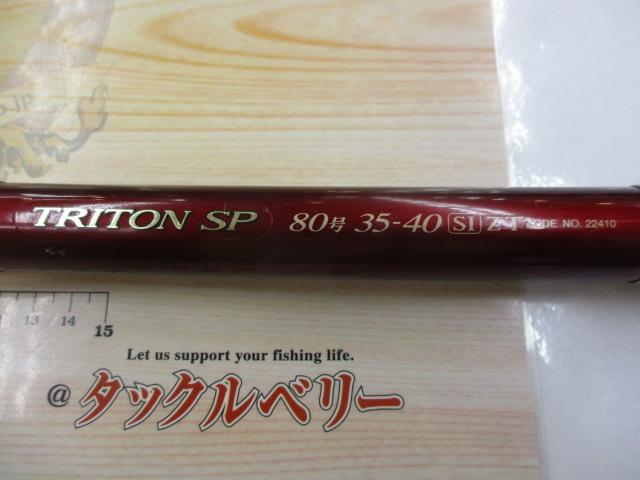 o.jp
TRITON SP 80号 35-40 SI Z-T CODE NO. 22410
13 14 15
Let us support your fishing life.
@タックルベリー